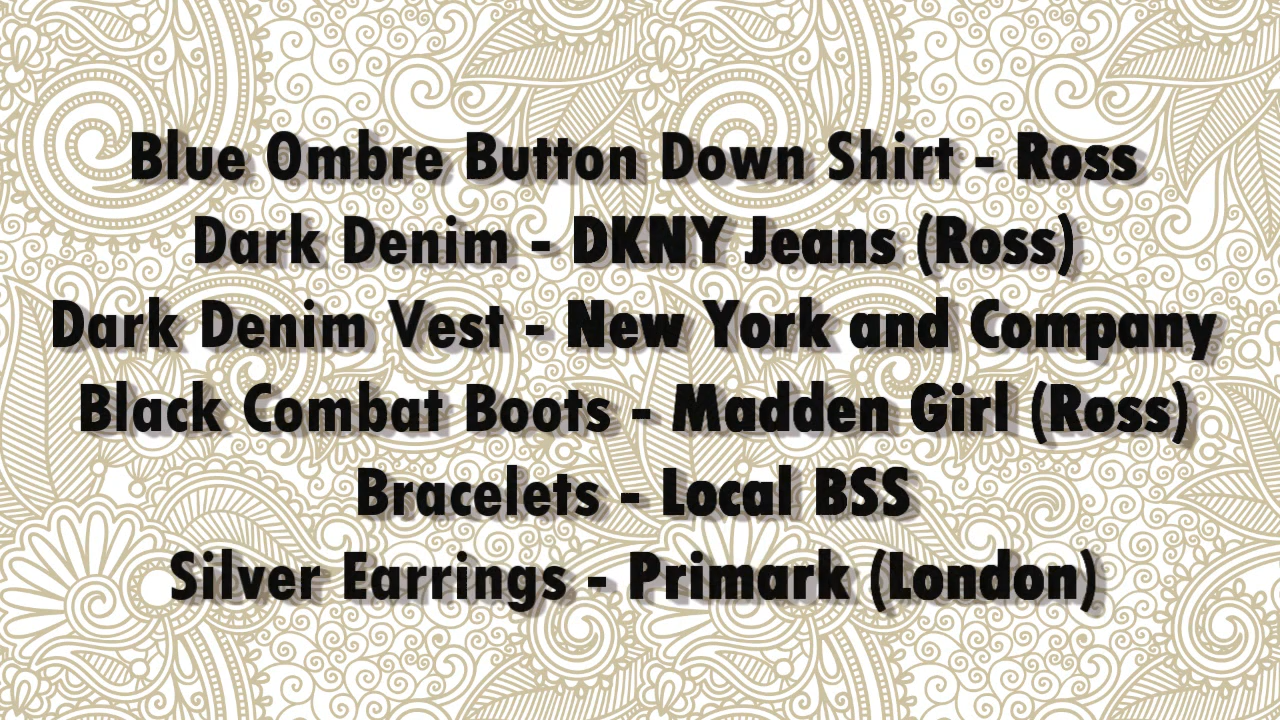 Blue Ombre Button Down Shirt - Ross
Dark Denim - DKNY Jeans (Ross)
Dark Denim Vest - New York and Company
Black Combat Boots - Madden Girl (Ross)
Bracelets - Local BSS
Silver Earrings - Primark (London)